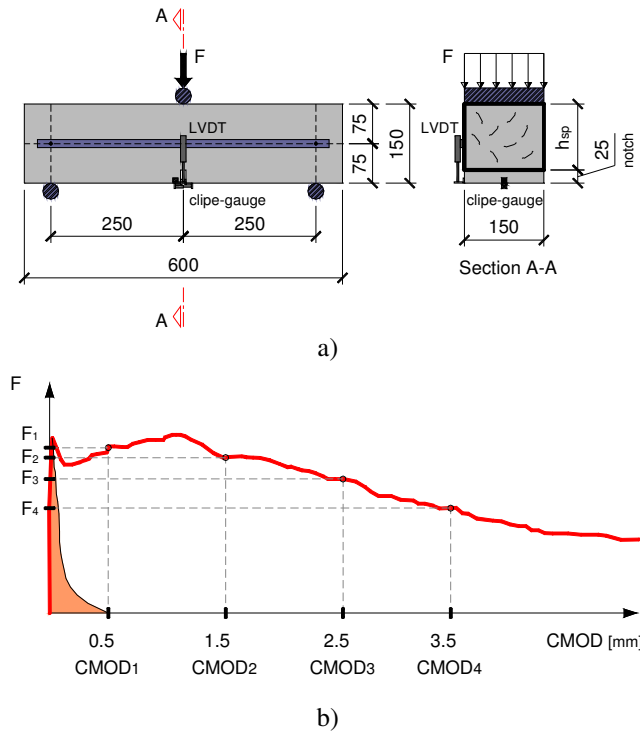 A
F
F
LVDT
75
75
150
LVDT
hsp
25
notch
clipe-gauge
clipe-gauge
250
250
150
600
Section A-A
A
a)
F
F1
F2
F3
F4
0.5
1.5
2.5
3.5
CMOD [mm]
CMOD1
CMOD2
CMOD3
CMOD4
b)